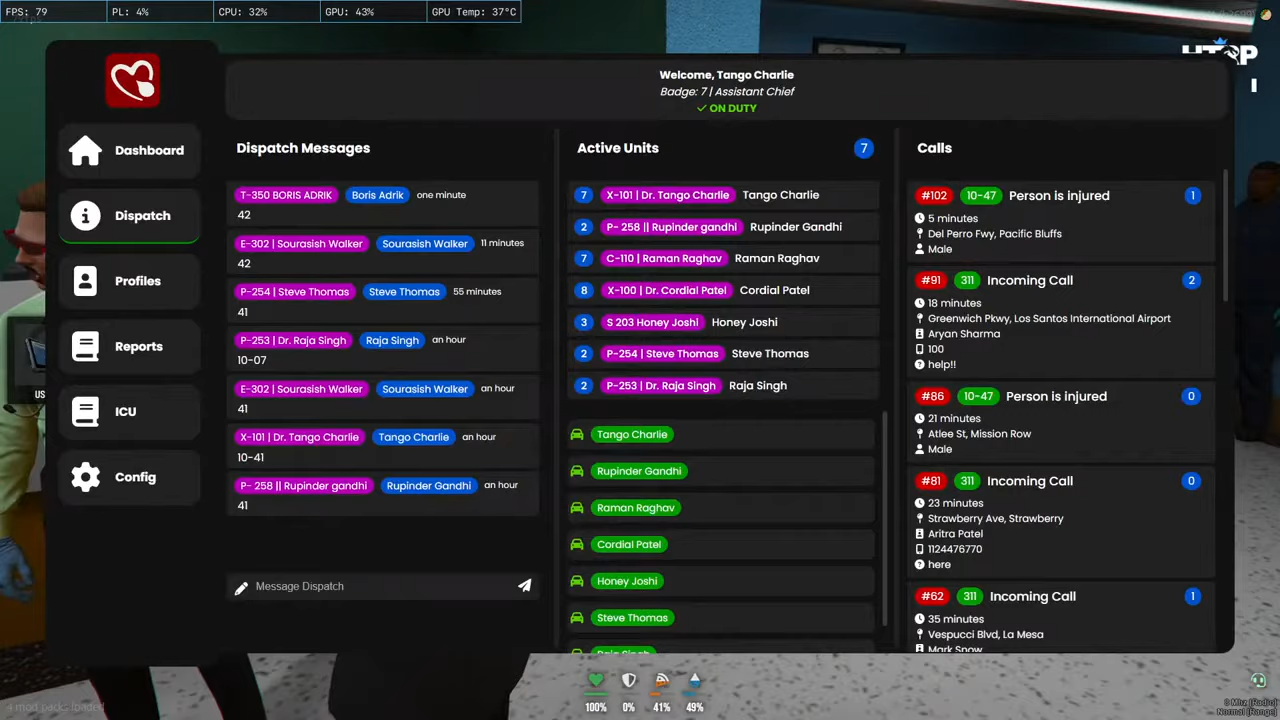 FPS: 79
PL: 4%
CPU: 32%
GPU: 43%
GPU Temp: 37°C
Welcome, Tango Charlie
Badge: 7 | Assistant Chief
ON DUTY
Dashboard
Dispatch
Profiles
Reports
ICU
Config
Dispatch Messages
T-350 BORIS ADRIK Boris Adrik one minute
42
E-302 | Sourasish Walker Sourasish Walker 11 minutes
42
P-254 | Steve Thomas Steve Thomas 55 minutes
41
P-253 | Dr. Raja Singh Raja Singh an hour
10-07
E-302 | Sourasish Walker Sourasish Walker an hour
41
X-101 | Dr. Tango Charlie Tango Charlie an hour
10-41
P- 258 || Rupinder gandhi Rupinder Gandhi an hour
41
Message Dispatch
Active Units 7
7 X-101 | Dr. Tango Charlie Tango Charlie
2 P- 258 || Rupinder gandhi Rupinder Gandhi
7 C-110 | Raman Raghav Raman Raghav
8 X-100 | Dr. Cordial Patel Cordial Patel
3 S 203 Honey Joshi Honey Joshi
2 P-254 | Steve Thomas Steve Thomas
2 P-253 | Dr. Raja Singh Raja Singh
Tango Charlie
Rupinder Gandhi
Raman Raghav
Cordial Patel
Honey Joshi
Steve Thomas
Raja Singh
Calls
#102 10-47 Person is injured 1
5 minutes
Del Perro Fwy, Pacific Bluffs
Male
#91 311 Incoming Call 2
18 minutes
Greenwich Pkwy, Los Santos International Airport
Aryan Sharma
100
help!!
#86 10-47 Person is injured 0
21 minutes
Atlee St, Mission Row
Male
#81 311 Incoming Call 0
23 minutes
Strawberry Ave, Strawberry
Aritra Patel
1124476770
here
#62 311 Incoming Call 1
35 minutes
Vespucci Blvd, La Mesa
Mark Snow
US
100%
0%
41%
49%
4 mod packs loaded